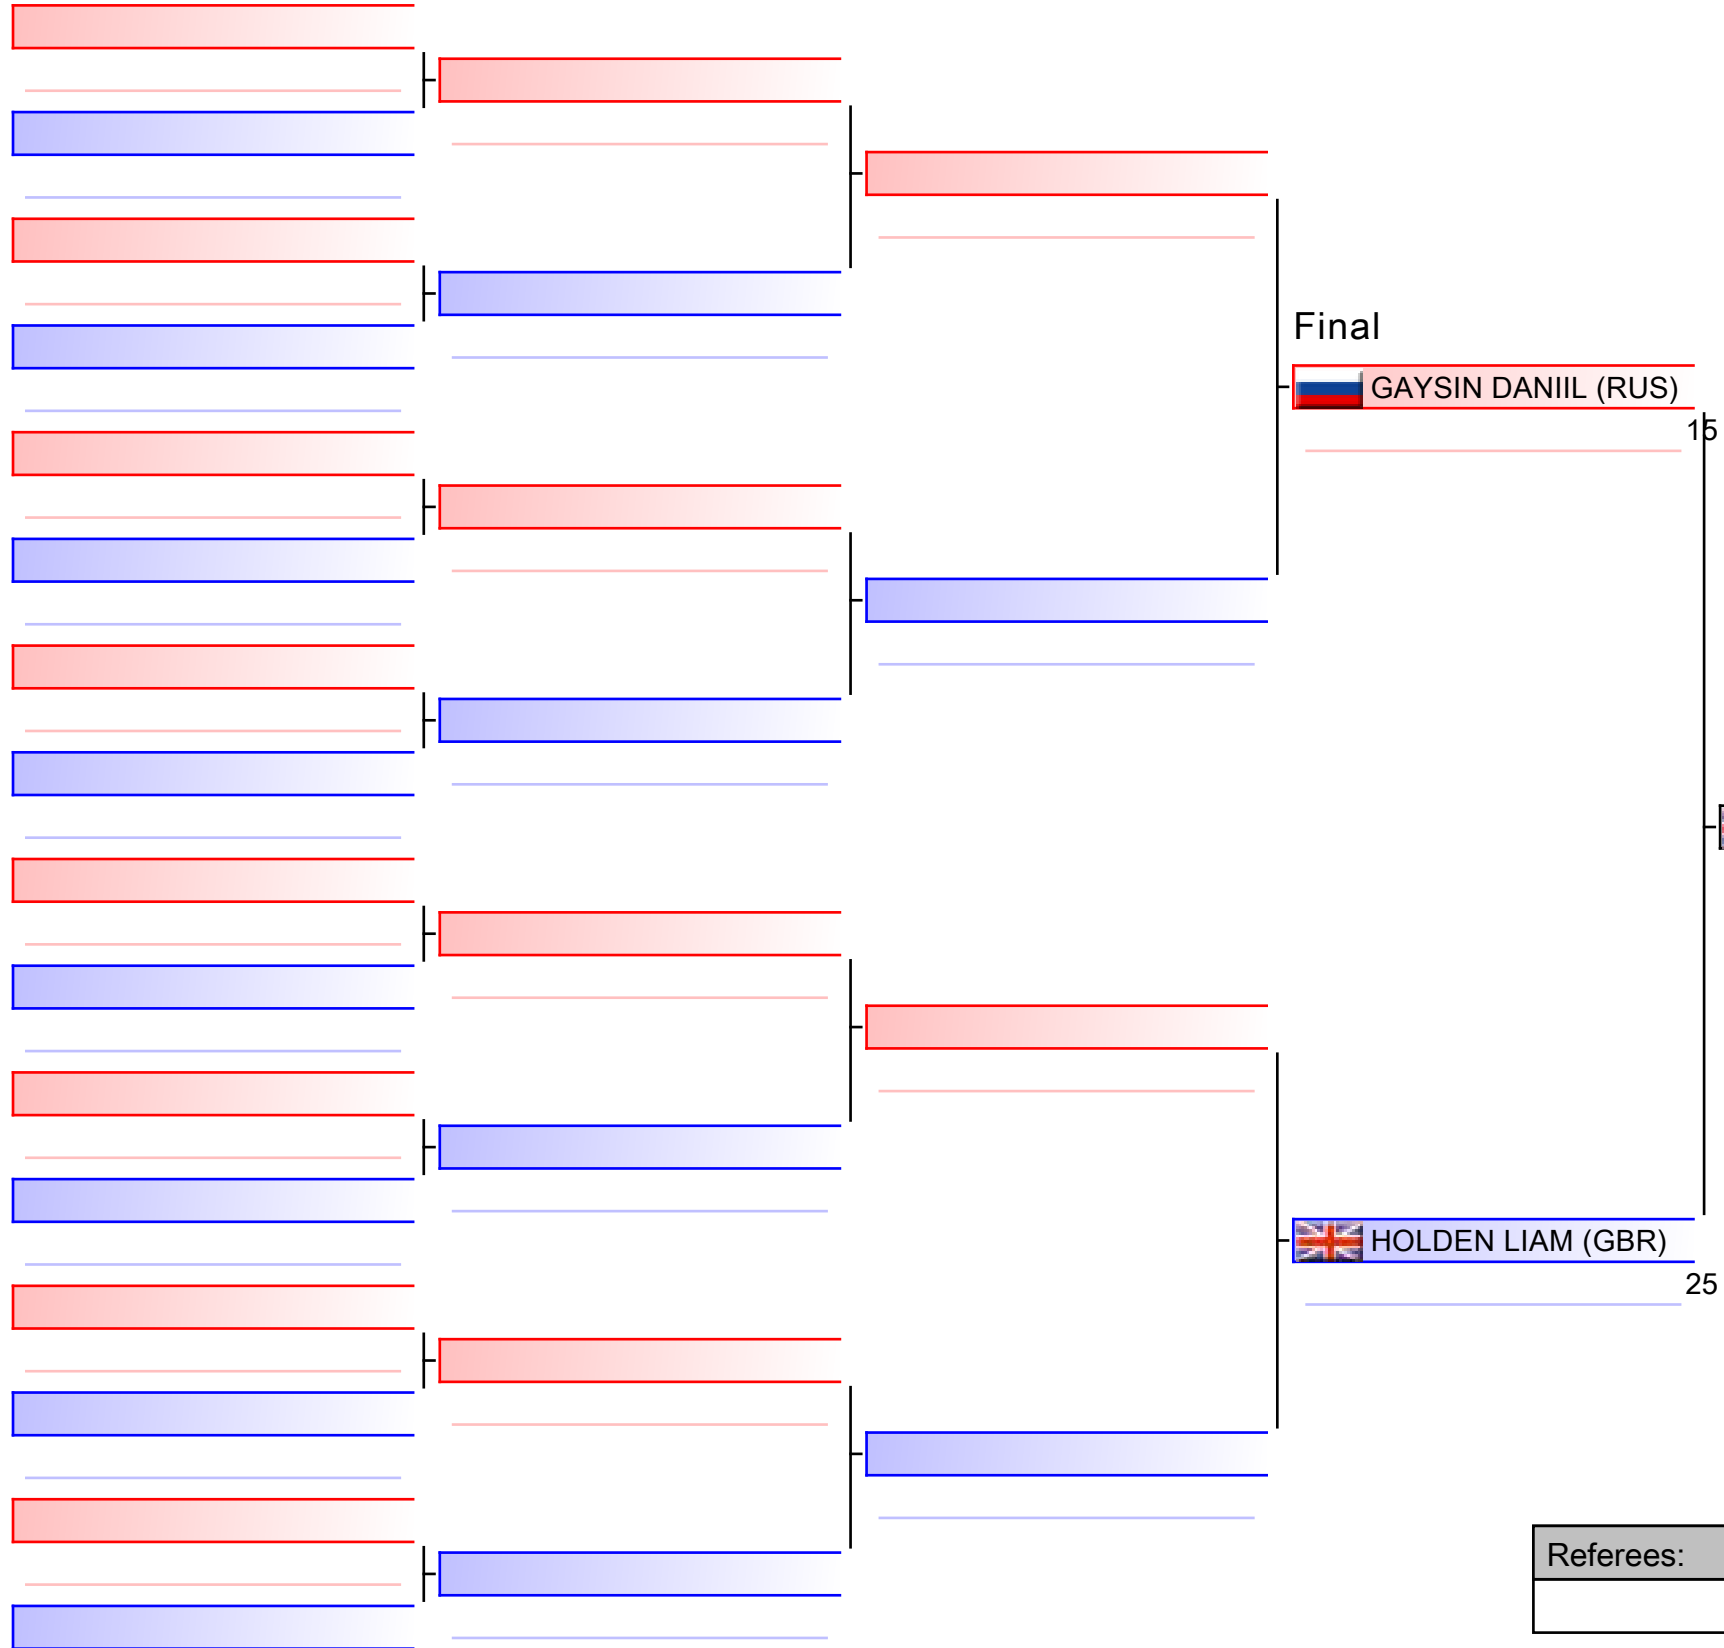 Final
GAYSIN DANIIL (RUS)
15
HOLDEN LIAM (GBR)
25
Referees: